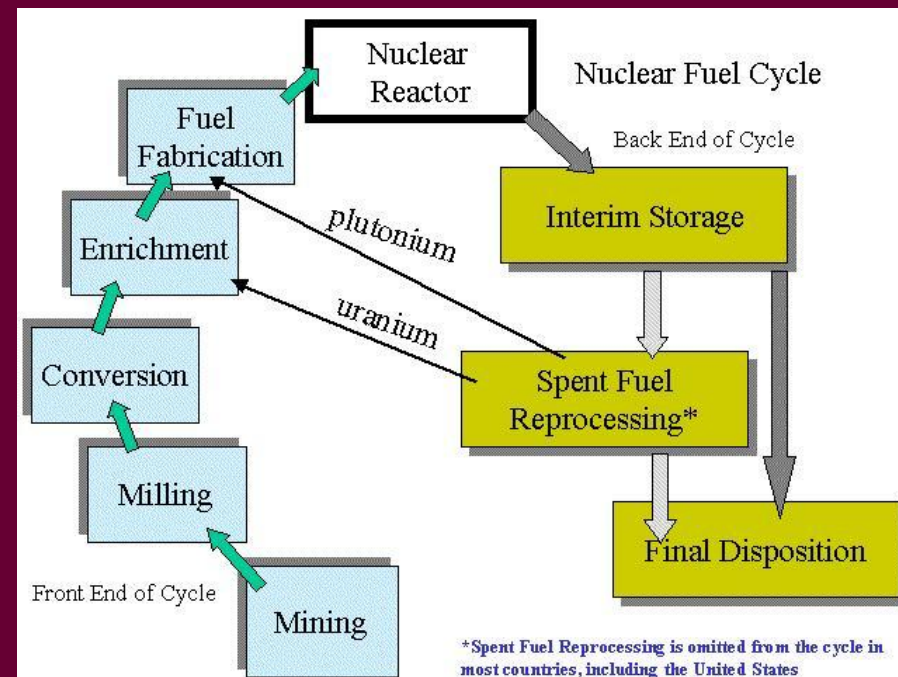 Nuclear
Reactor
Nuclear Fuel Cycle
Fuel
Fabrication
Back End of Cycle
Interim Storage
Enrichment
plutonium
uranium
Conversion
Spent Fuel
Reprocessing*
Milling
Final Disposition
Front End of Cycle
Mining
*Spent Fuel Reprocessing is omitted from the cycle in
most countries, including the United States